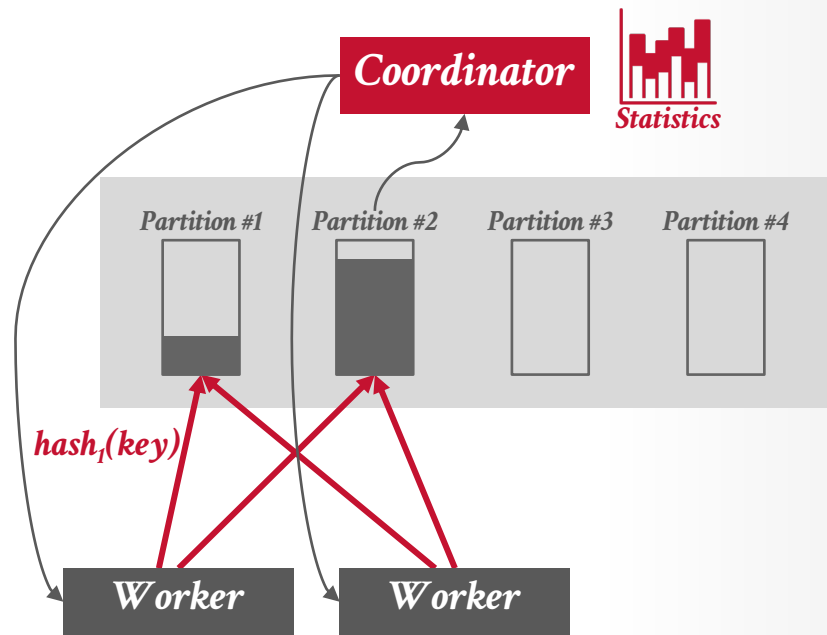 Coordinator
Statistics
Partition #1
Partition #2
Partition #3
Partition #4
hash₁(key)
Worker
Worker